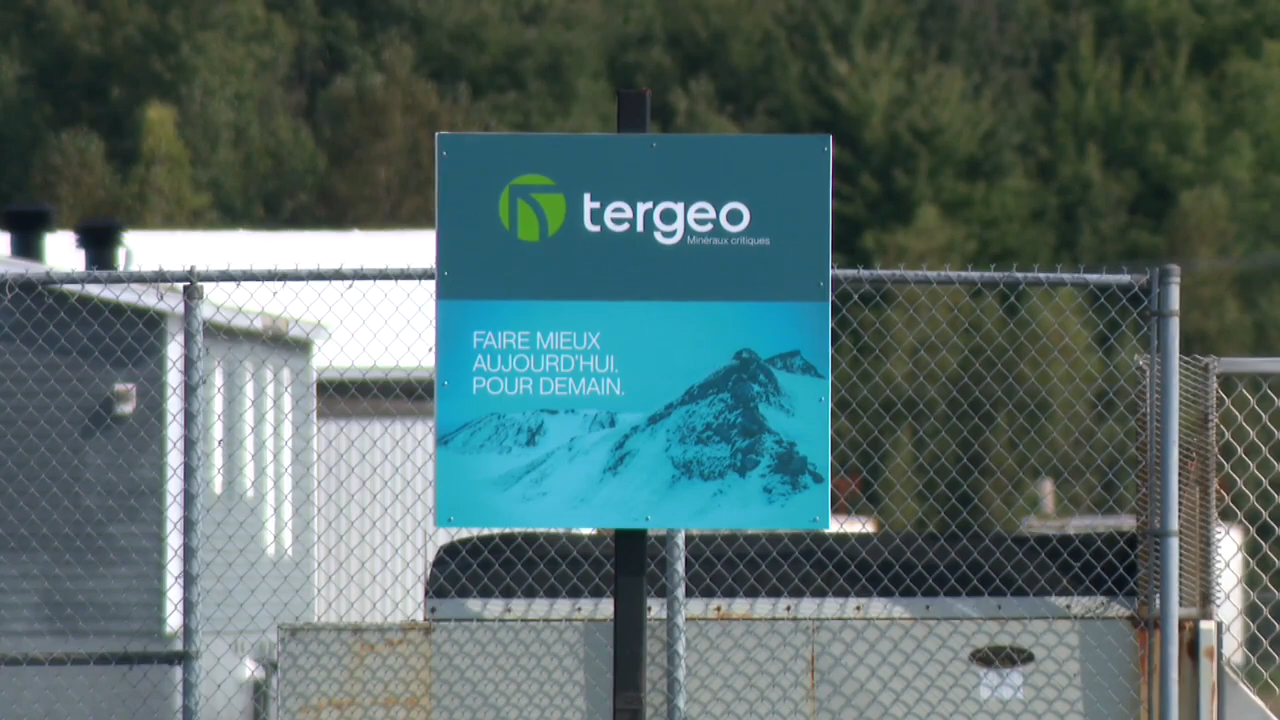 tergeo
Minéraux critiques
FAIRE MIEUX
AUJOURD'HUI.
POUR DEMAIN.